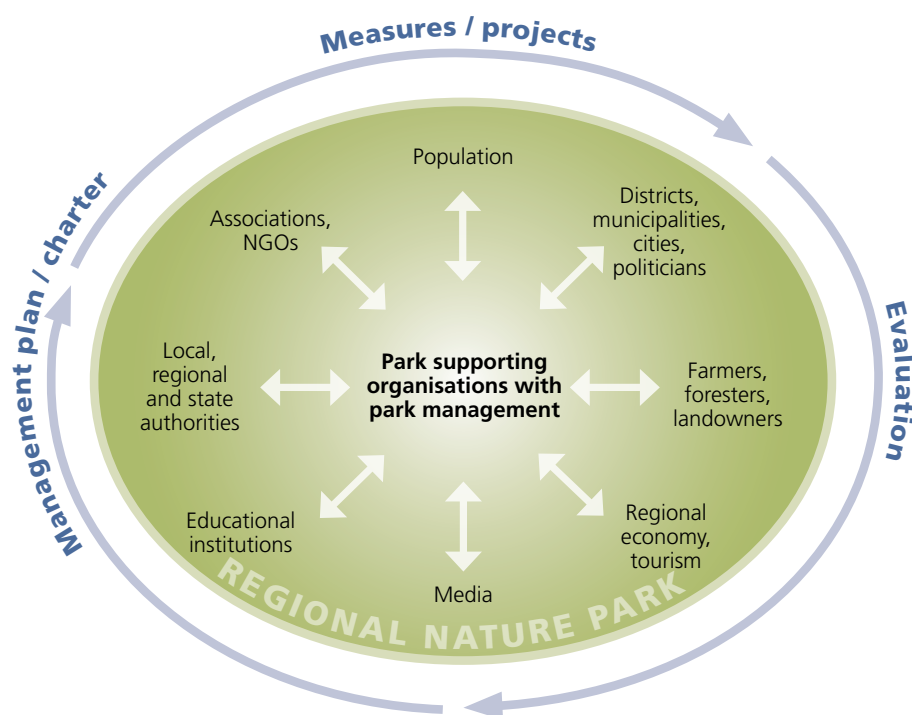 Measures / projects
Management plan / charter
Evaluation
Population
Associations,
NGOs
Districts,
municipalities,
cities,
politicians
Local,
regional
and state
authorities
Park supporting
organisations with
park management
Farmers,
foresters,
landowners
Educational
institutions
Media
Regional
economy,
tourism
REGIONAL NATURE PARK